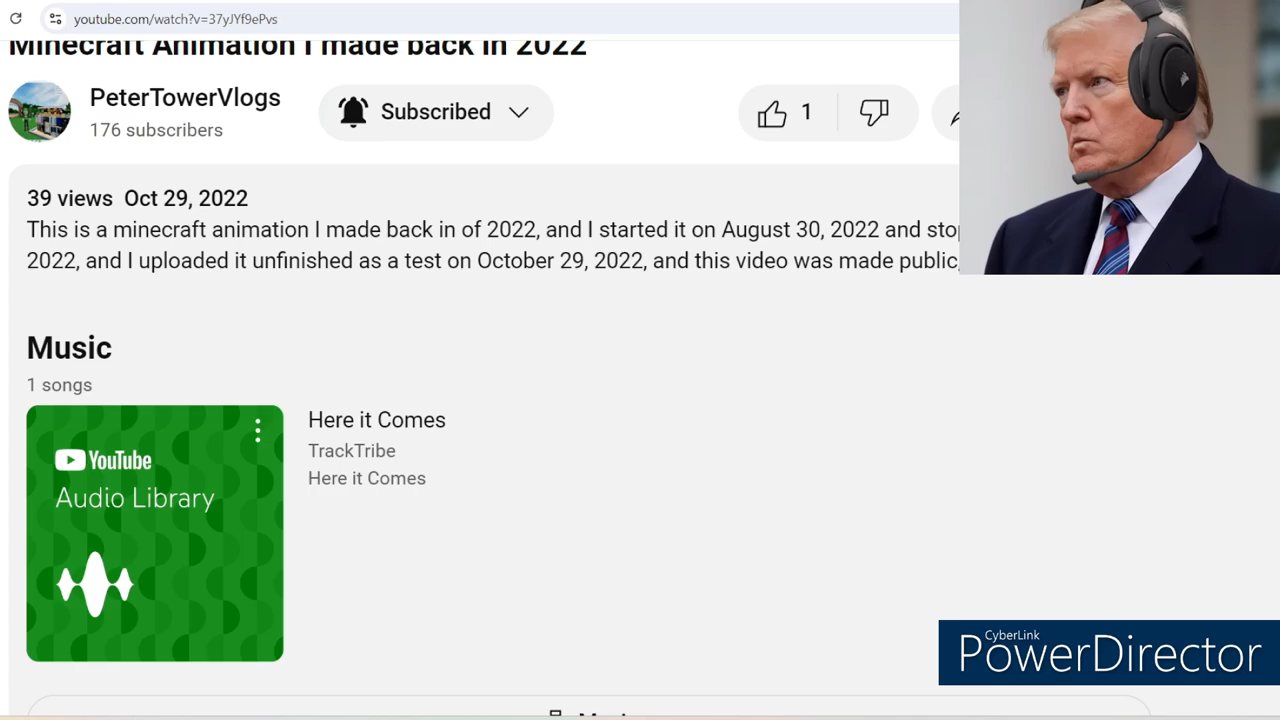 youtube.com/watch?v=37yJYf9ePvs
Minecraft Animation I made back in 2022
PeterTowerVlogs
176 subscribers
Subscribed
1
39 views Oct 29, 2022
This is a minecraft animation I made back in of 2022, and I started it on August 30, 2022 and stop
2022, and I uploaded it unfinished as a test on October 29, 2022, and this video was made public,
Music
1 songs
YouTube
Audio Library
Here it Comes
TrackTribe
Here it Comes
CyberLink
PowerDirector